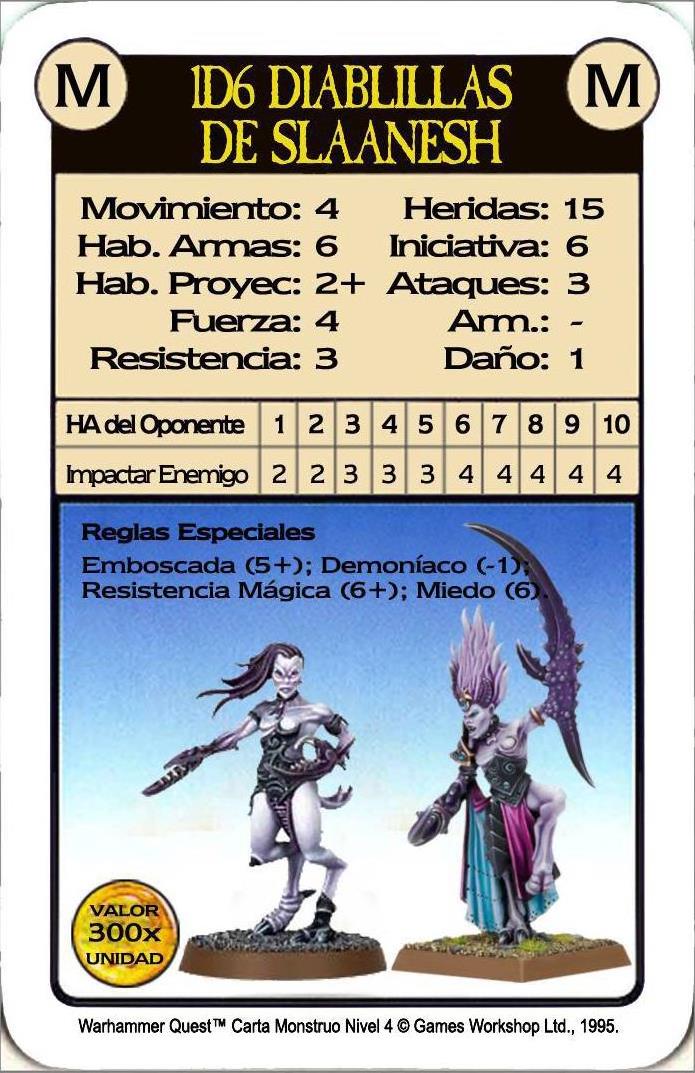 M
1D6 DIABLILLAS
DE SLAANESH
M
Movimiento: 4 Heridas: 15
Hab. Armas: 6 Iniciativa: 6
Hab. Proyec: 2+ Ataques: 3
Fuerza: 4 Arm.: -
Resistencia: 3 Daño: 1
HA del Oponente 1 2 3 4 5 6 7 8 9 10
Impactar Enemigo 2 2 3 3 3 4 4 4 4 4
Reglas Especiales
Emboscada (5+); Demoníaco (-1);
Resistencia Mágica (6+); Miedo (6).
VALOR
300x
UNIDAD
Warhammer Quest™ Carta Monstruo Nivel 4 © Games Workshop Ltd., 1995.